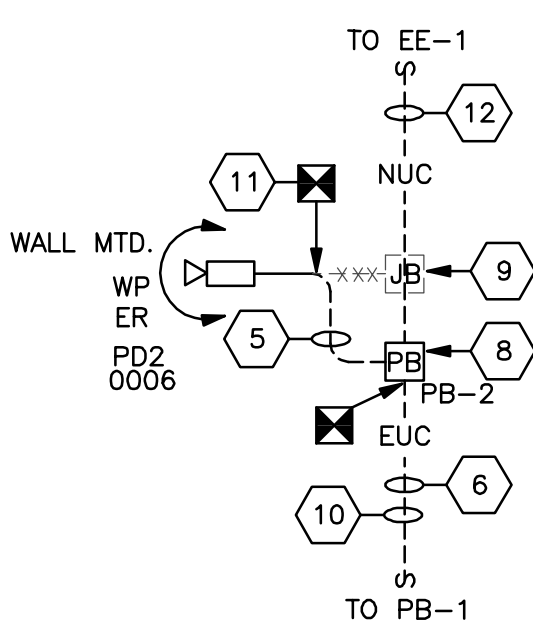 TO EE-1
S
12
NUC
11
WALL MTD.
WP
ER
PD2
0006
JB
9
5
PB
8
PB-2
EUC
6
10
S
TO PB-1